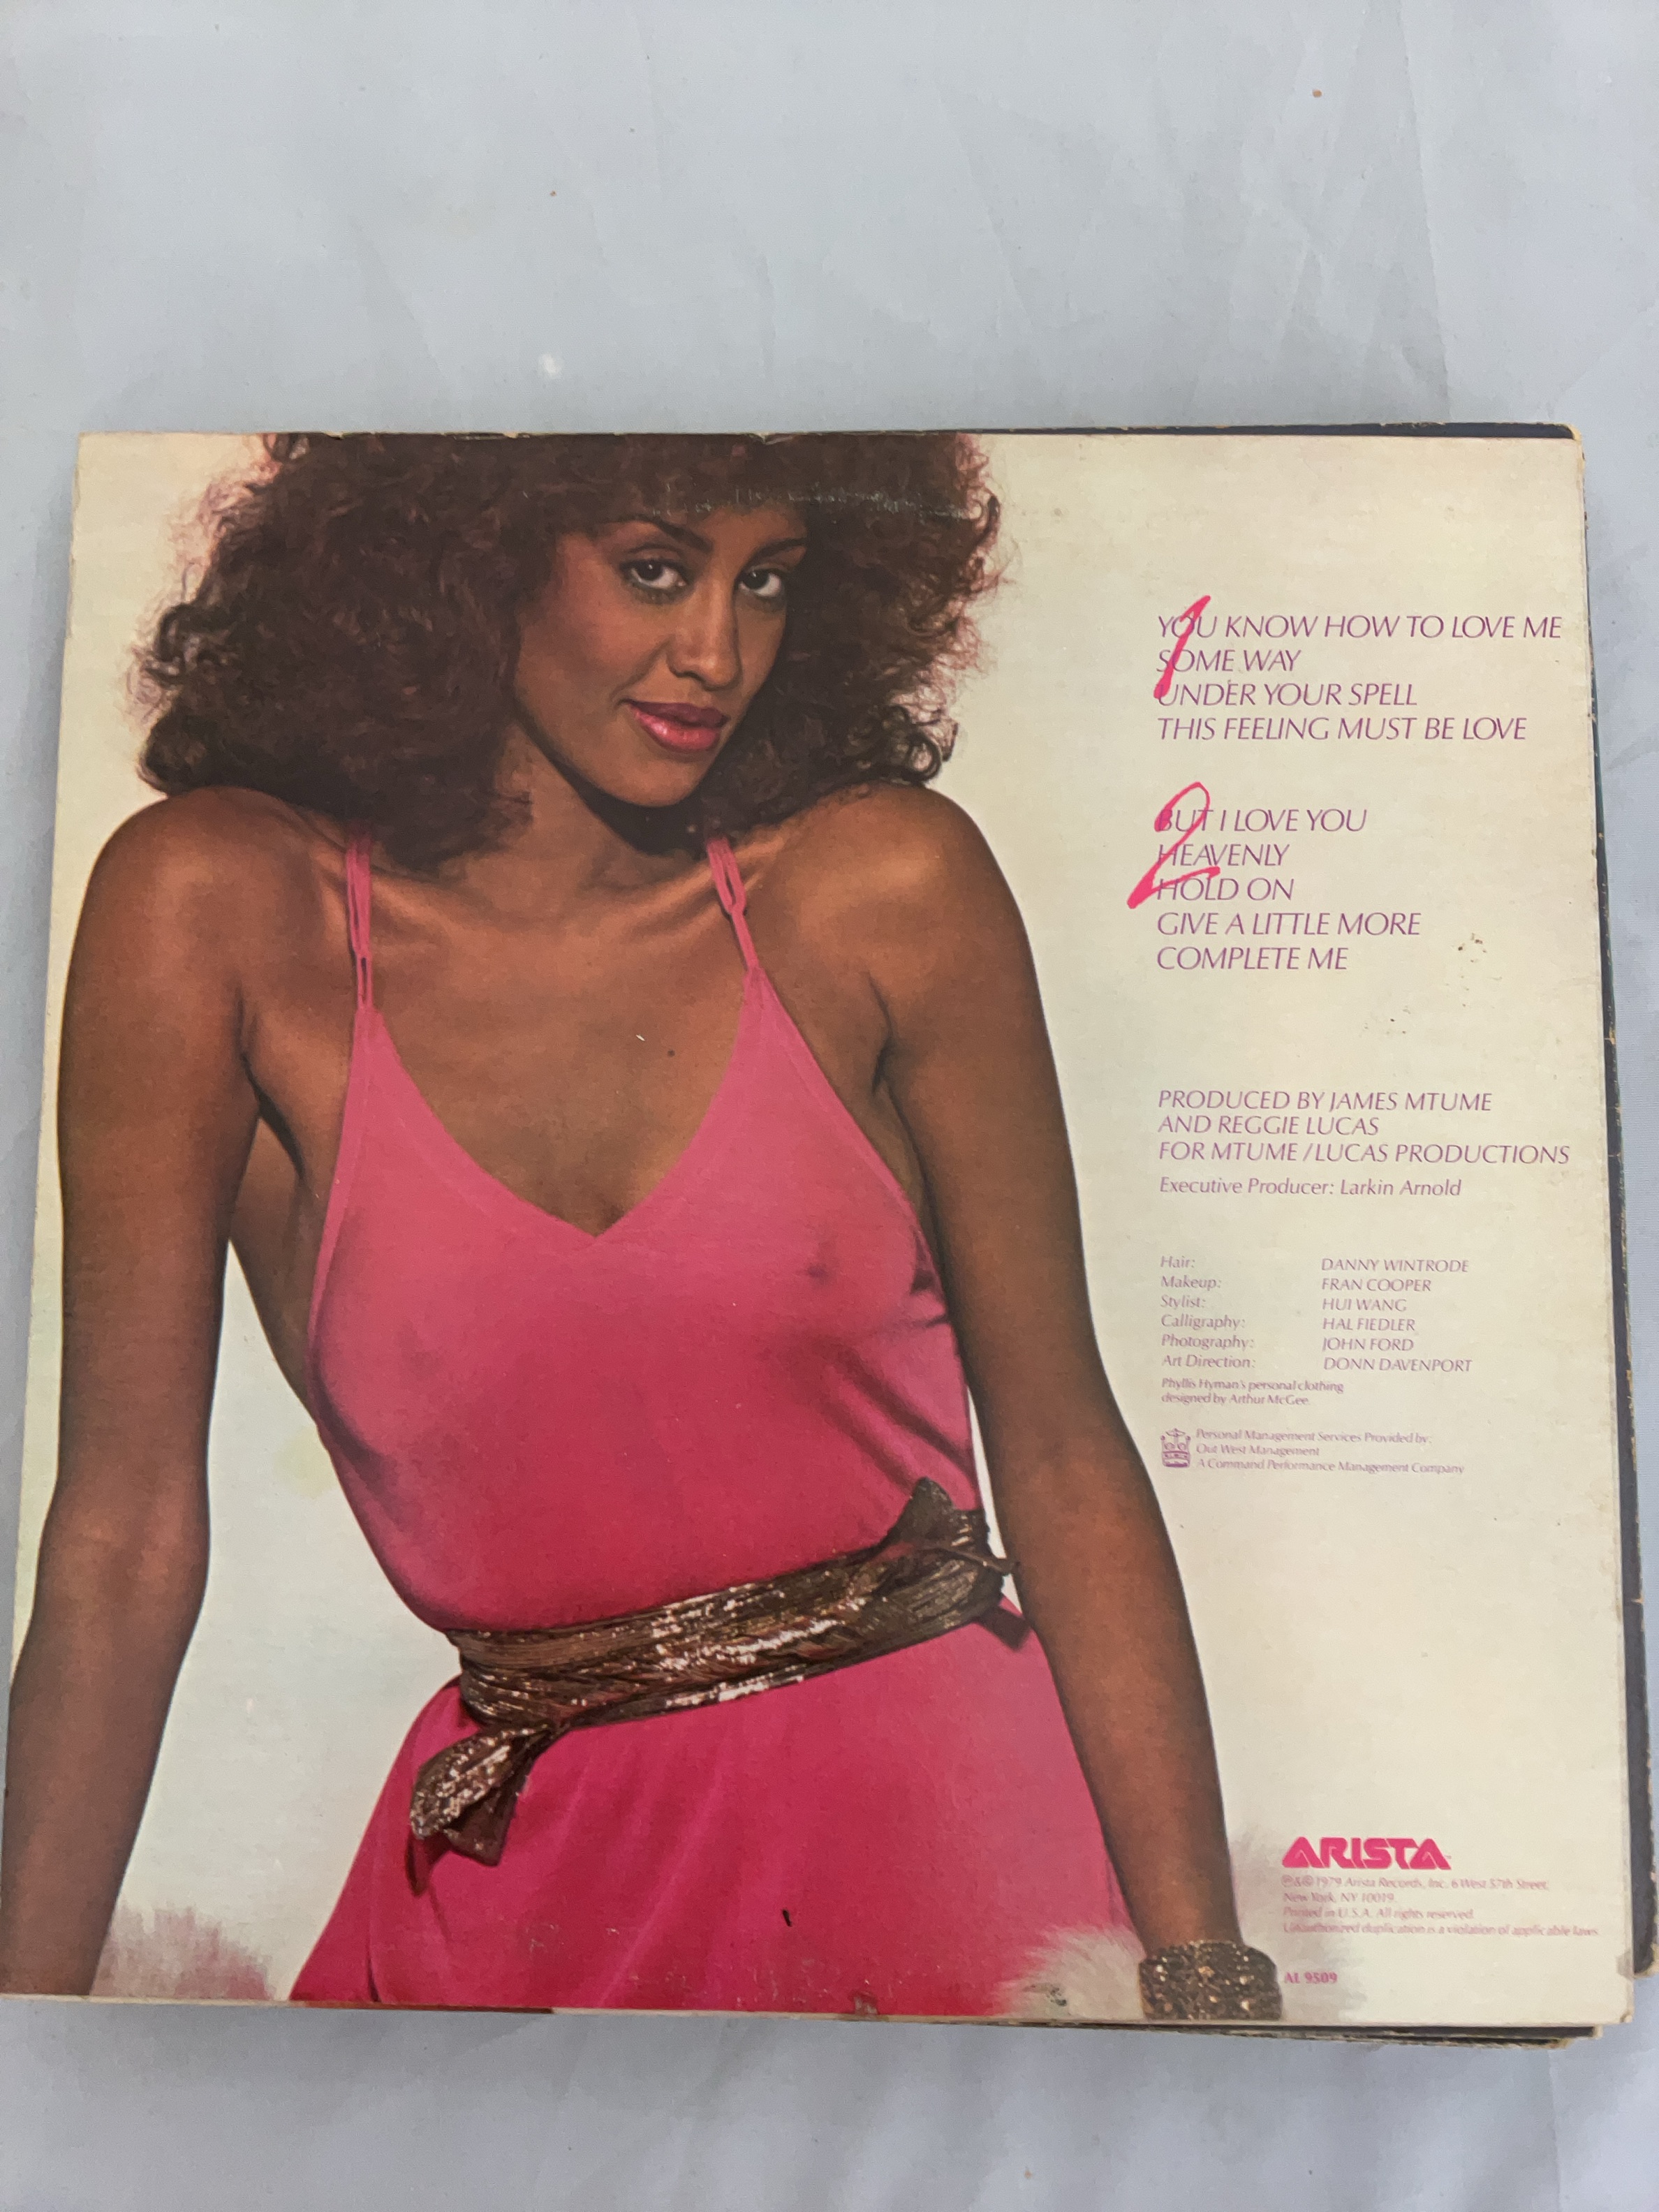 1
YOU KNOW HOW TO LOVE ME
SOME WAY
UNDER YOUR SPELL
THIS FEELING MUST BE LOVE
2
BUT I LOVE YOU
HEAVENLY
HOLD ON
GIVE A LITTLE MORE
COMPLETE ME
PRODUCED BY JAMES MTUME
AND REGGIE LUCAS
FOR MTUME/LUCAS PRODUCTIONS
Executive Producer: Larkin Arnold
Hair: DANNY WINTRODE
Makeup: FRAN COOPER
Stylist: HUI WANG
Calligraphy: HAL FIEDLER
Photography: JOHN FORD
Art Direction: DONN DAVENPORT
Phyllis Hyman's personal clothing
designed by Arthur McGee
Personal Management Services Provided by:
Out West Management
A Command Performance Management Company
ARISTA
℗&© 1979 Arista Records, Inc. 6 West 57th Street,
New York, NY 10019.
Printed in U.S.A. All rights reserved.
Unauthorized duplication is a violation of applicable laws.
AL 9509